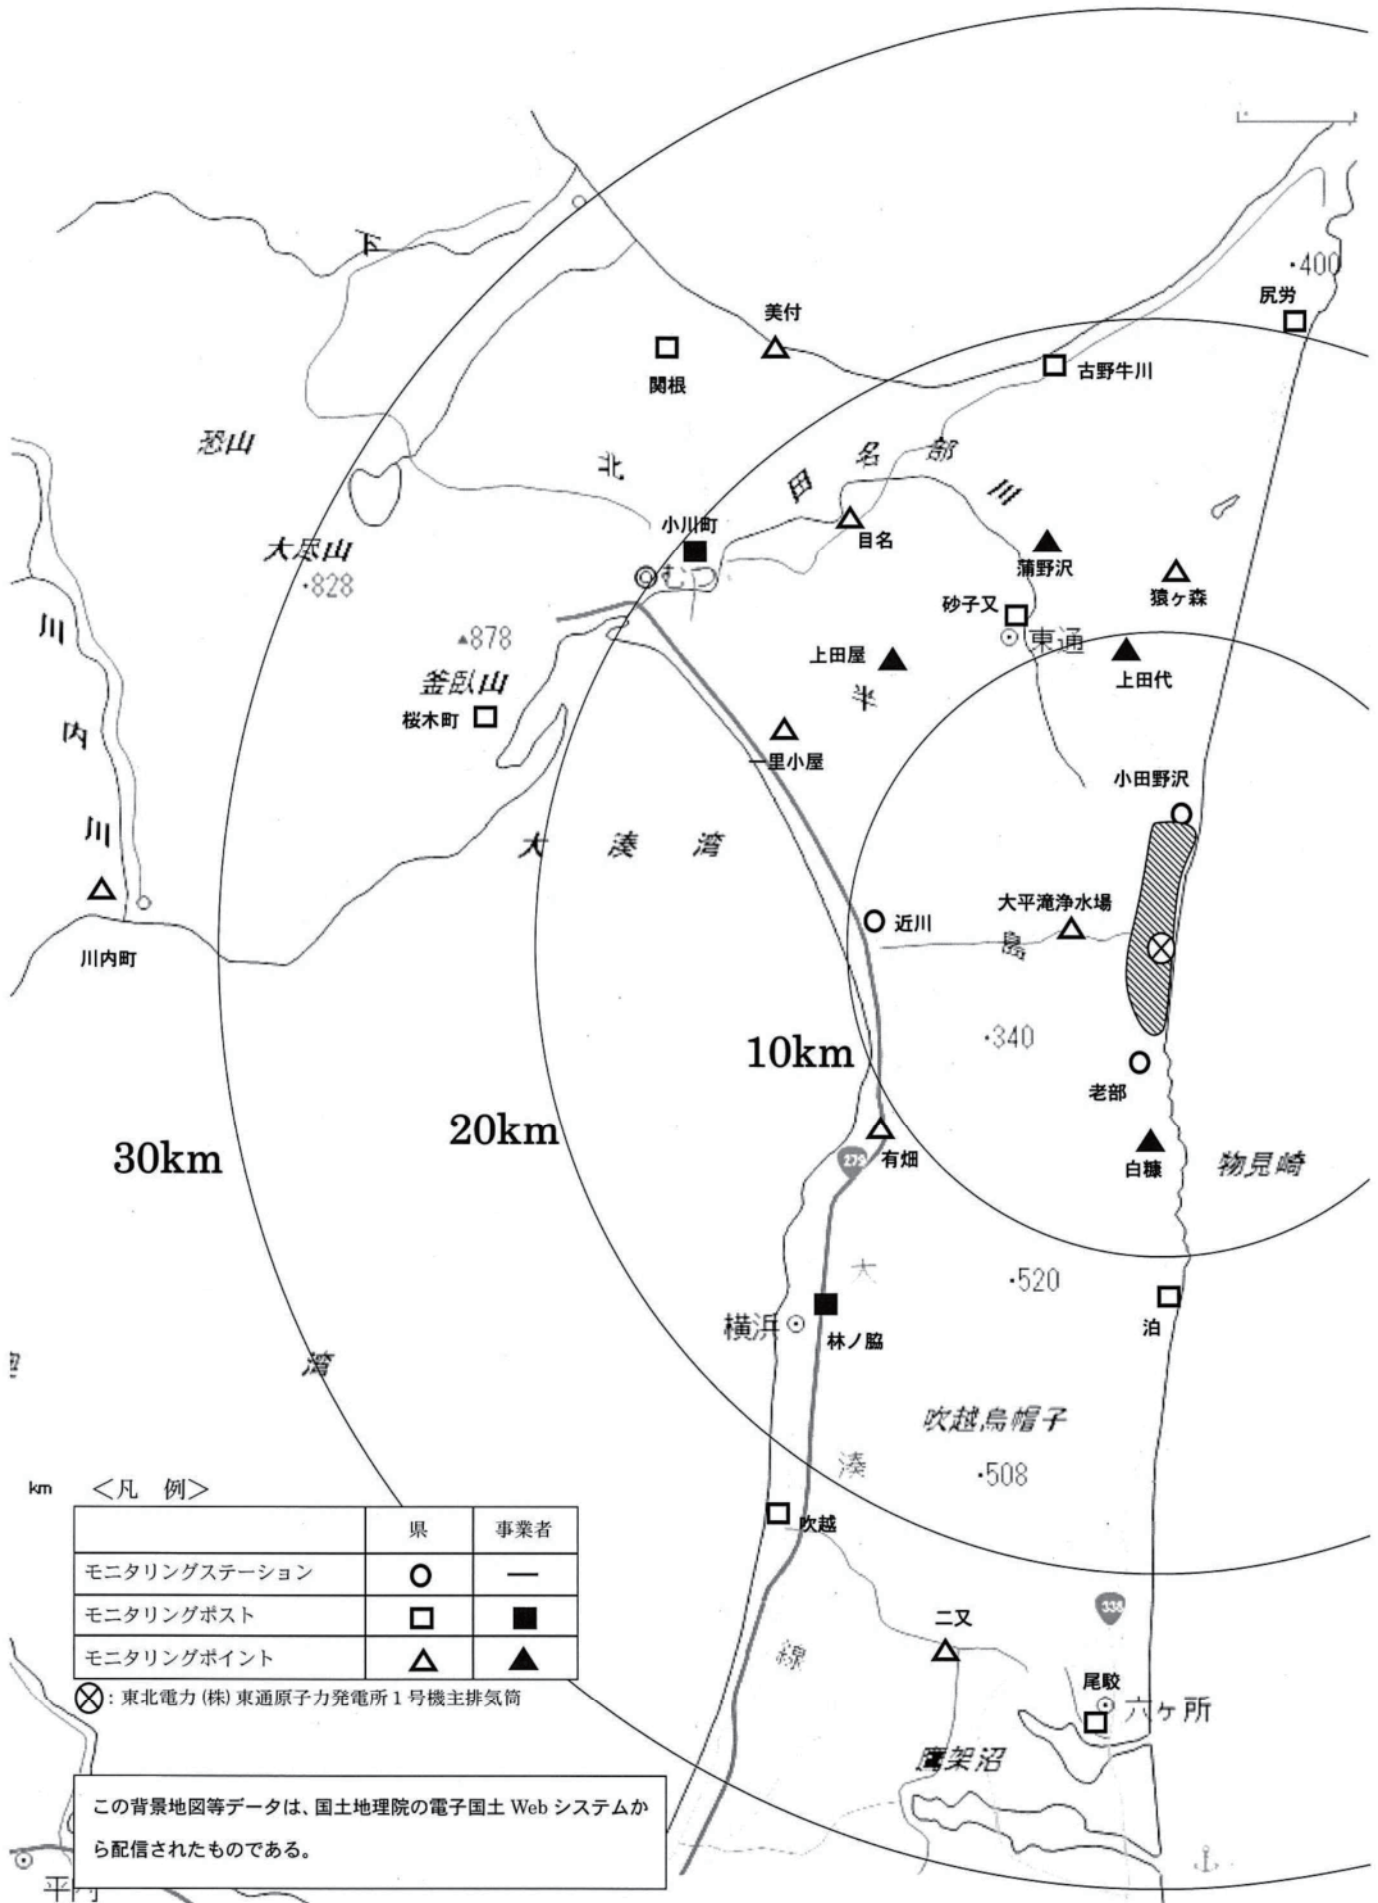 下
・400
尻労
美付
関根
古野牛川
恐山
北
田名部川
小川町
目名
むつ
蒲野沢
猿ヶ森
大尽山
・828
砂子又
東通
上田代
▲878
上田屋
半
釜臥山
桜木町
一里小屋
小田野沢
川内川
大湊湾
大平滝浄水場
近川
島
川内町
・340
10km
老部
20km
30km
有畑
279
白糠
物見崎
大
・520
横浜
林ノ脇
泊
湾
吹越烏帽子
湊
・508
吹越
km
<凡 例>
県 事業者
モニタリングステーション ○ ―
モニタリングポスト □ ■
モニタリングポイント △ ▲
:東北電力(株)東通原子力発電所1号機主排気筒
338
二又
線
尾駮
六ヶ所
鷹架沼
この背景地図等データは、国土地理院の電子国土 Web システムか
ら配信されたものである。